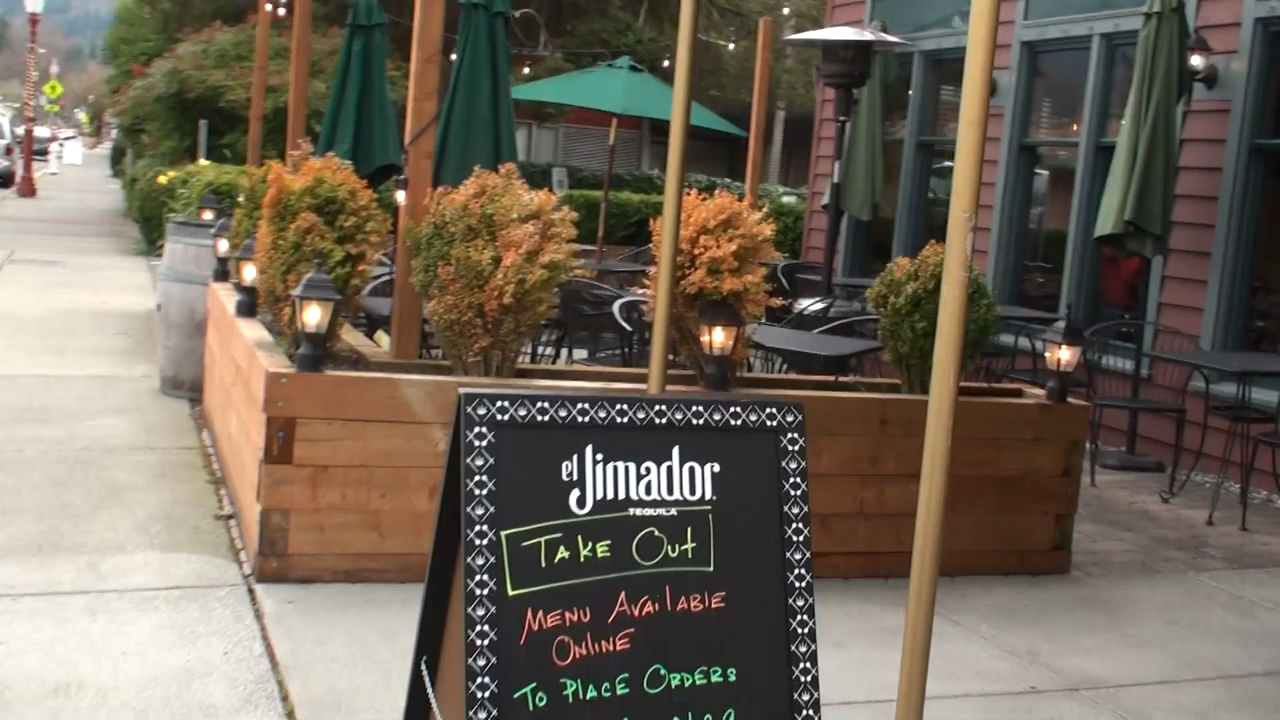 el Jimador
TEQUILA
TAKE OUT
MENU AVAILABLE
ONLINE
TO PLACE ORDERS